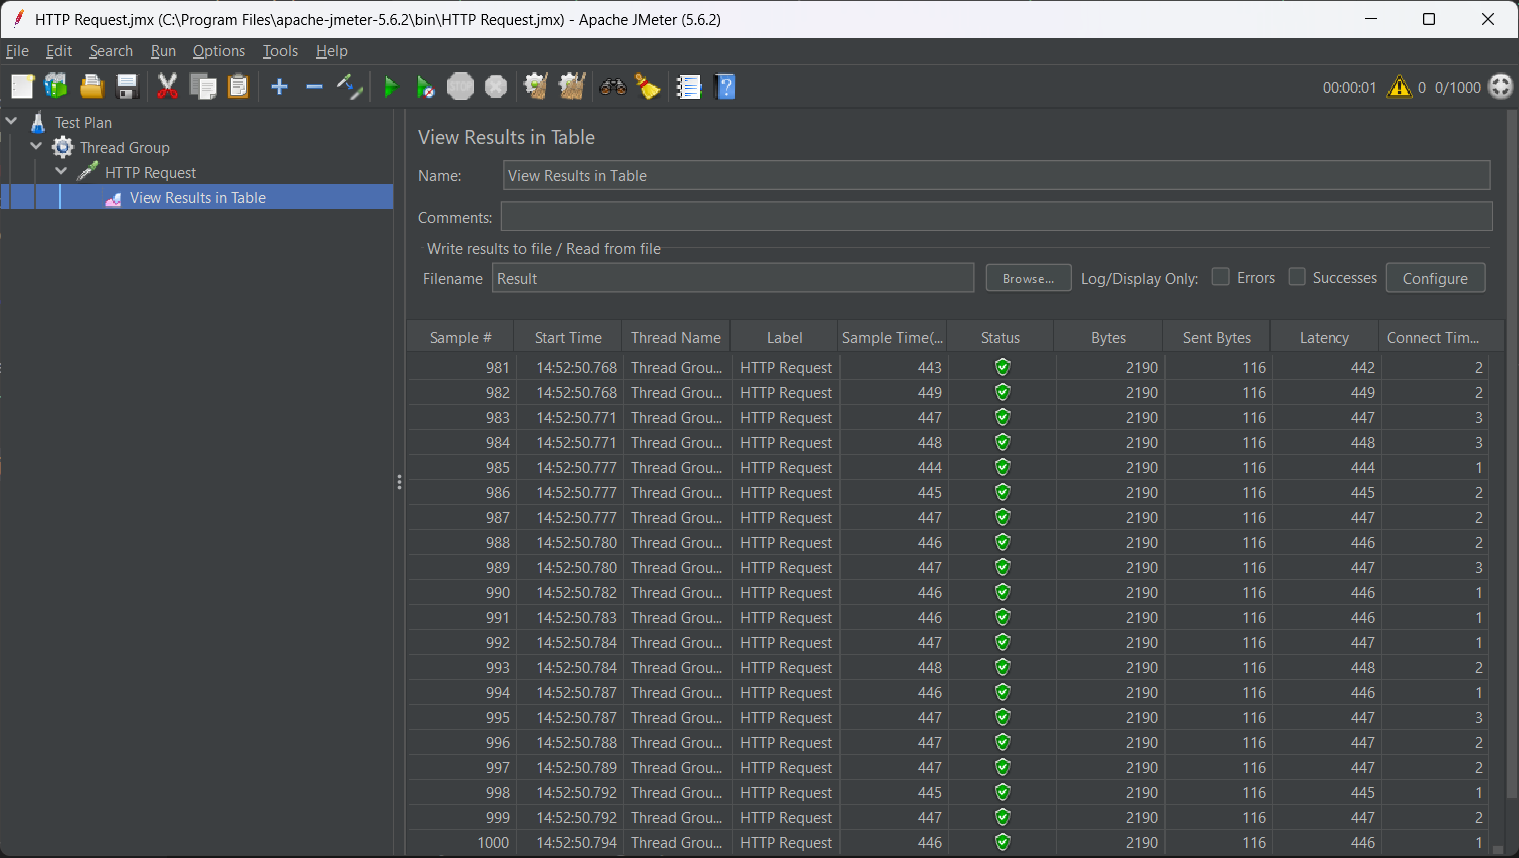 HTTP Request.jmx (C:\Program Files\apache-jmeter-5.6.2\bin\HTTP Request.jmx) - Apache JMeter (5.6.2)
File Edit Search Run Options Tools Help
STOP 00:00:01 0 0/1000
Test Plan
Thread Group
HTTP Request
View Results in Table
View Results in Table
Name: View Results in Table
Comments:
Write results to file / Read from file
Filename Result Browse... Log/Display Only: Errors Successes Configure
Sample # Start Time Thread Name Label Sample Time(... Status Bytes Sent Bytes Latency Connect Tim...
981 14:52:50.768 Thread Grou... HTTP Request 443 2190 116 442 2
982 14:52:50.768 Thread Grou... HTTP Request 449 2190 116 449 2
983 14:52:50.771 Thread Grou... HTTP Request 447 2190 116 447 3
984 14:52:50.771 Thread Grou... HTTP Request 448 2190 116 448 3
985 14:52:50.777 Thread Grou... HTTP Request 444 2190 116 444 1
986 14:52:50.777 Thread Grou... HTTP Request 445 2190 116 445 2
987 14:52:50.777 Thread Grou... HTTP Request 447 2190 116 447 2
988 14:52:50.780 Thread Grou... HTTP Request 446 2190 116 446 2
989 14:52:50.780 Thread Grou... HTTP Request 447 2190 116 447 3
990 14:52:50.782 Thread Grou... HTTP Request 446 2190 116 446 1
991 14:52:50.783 Thread Grou... HTTP Request 446 2190 116 446 1
992 14:52:50.784 Thread Grou... HTTP Request 447 2190 116 447 1
993 14:52:50.784 Thread Grou... HTTP Request 448 2190 116 448 2
994 14:52:50.787 Thread Grou... HTTP Request 446 2190 116 446 1
995 14:52:50.787 Thread Grou... HTTP Request 447 2190 116 447 3
996 14:52:50.788 Thread Grou... HTTP Request 447 2190 116 447 2
997 14:52:50.789 Thread Grou... HTTP Request 447 2190 116 447 2
998 14:52:50.792 Thread Grou... HTTP Request 445 2190 116 445 1
999 14:52:50.792 Thread Grou... HTTP Request 447 2190 116 447 2
1000 14:52:50.794 Thread Grou... HTTP Request 446 2190 116 446 1